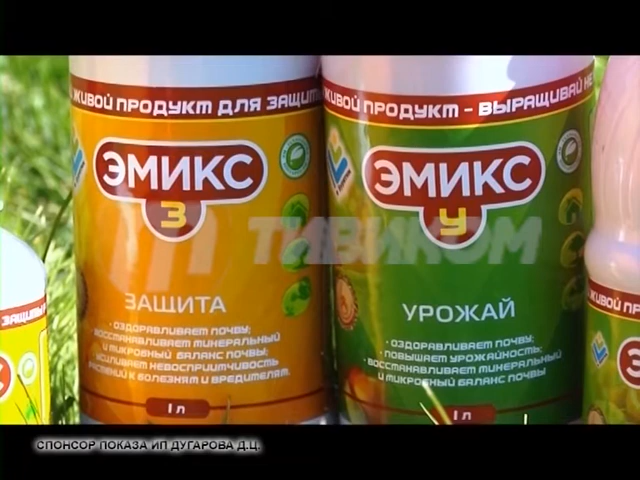 ЖИВОЙ ПРОДУКТ ДЛЯ ЗАЩИТЫ
ЭМИКС
З
ЗАЩИТА
· ОЗДОРАВЛИВАЕТ ПОЧВУ;
· ВОССТАНАВЛИВАЕТ МИНЕРАЛЬНЫЙ
И МИКРОБНЫЙ БАЛАНС ПОЧВЫ;
· УСИЛИВАЕТ НЕВОСПРИИМЧИВОСТЬ
РАСТЕНИЙ К БОЛЕЗНЯМ И ВРЕДИТЕЛЯМ.
1 л
ЖИВОЙ ПРОДУКТ - ВЫРАЩИВАЙ НЕ
ЭМИКС
У
УРОЖАЙ
· ОЗДОРАВЛИВАЕТ ПОЧВУ;
· ПОВЫШАЕТ УРОЖАЙНОСТЬ;
· ВОССТАНАВЛИВАЕТ МИНЕРАЛЬНЫЙ
И МИКРОБНЫЙ БАЛАНС ПОЧВЫ
1 л
ТИВИКОМ
ЖИВОЙ ПРОДУКТ
СПОНСОР ПОКАЗА ИП ДУГАРОВА Д.Ц.